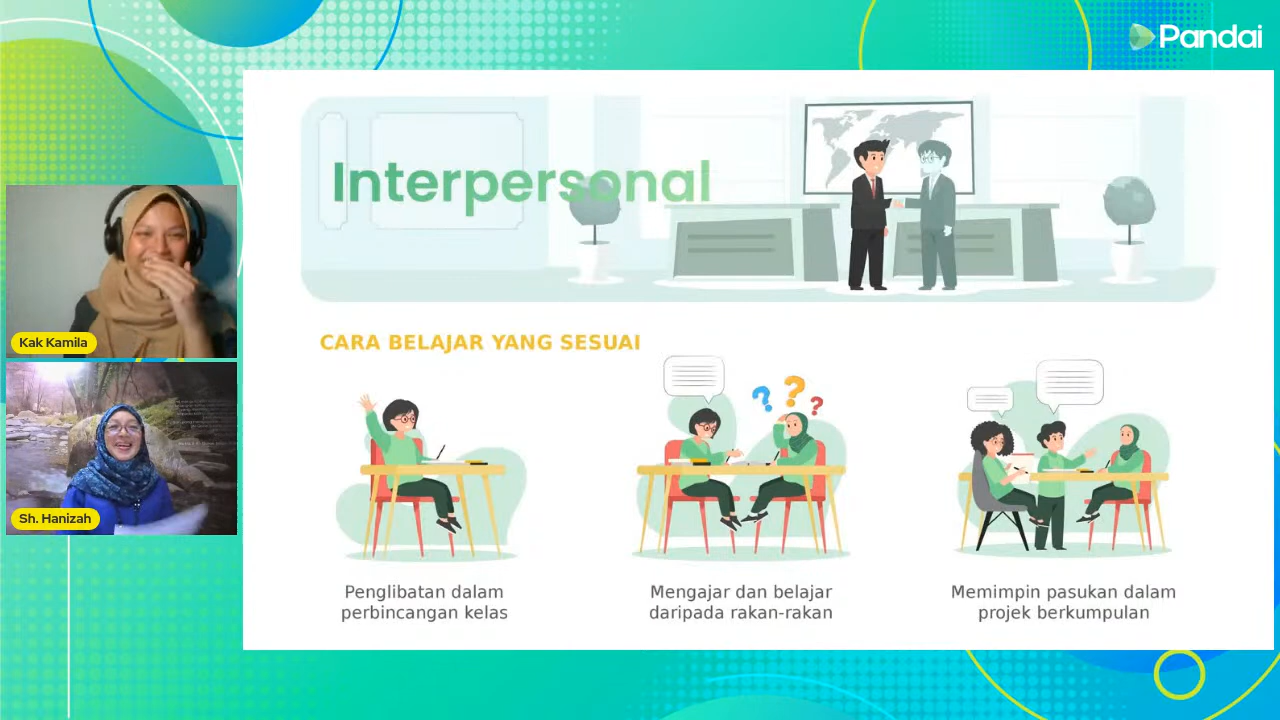 Pandai
Interpersonal
CARA BELAJAR YANG SESUAI
Kak Kamila
Sh. Hanizah
Penglibatan dalam
perbincangan kelas
Mengajar dan belajar
daripada rakan-rakan
Memimpin pasukan dalam
projek berkumpulan